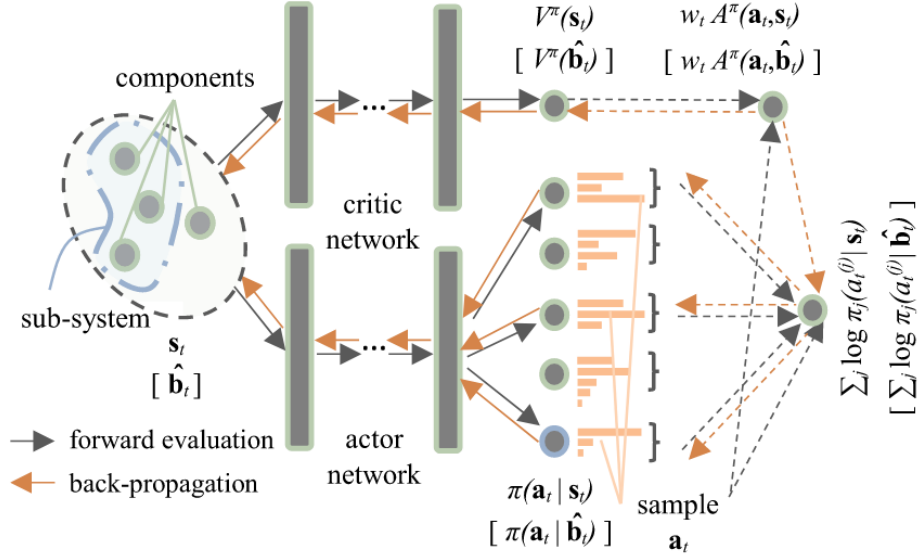 V^π(s_t)
[ V^π(b̂_t) ]
w_t A^π(a_t,s_t)
[ w_t A^π(a_t,b̂_t) ]
components
...
critic
network
sub-system
s_t
[ b̂_t ]
...
forward evaluation
back-propagation
actor
network
π(a_t | s_t)
[ π(a_t | b̂_t) ]
sample
a_t
∑_j log π_j(a_t^(j) | s_t)
[ ∑_j log π_j(a_t^(j) | b̂_t) ]